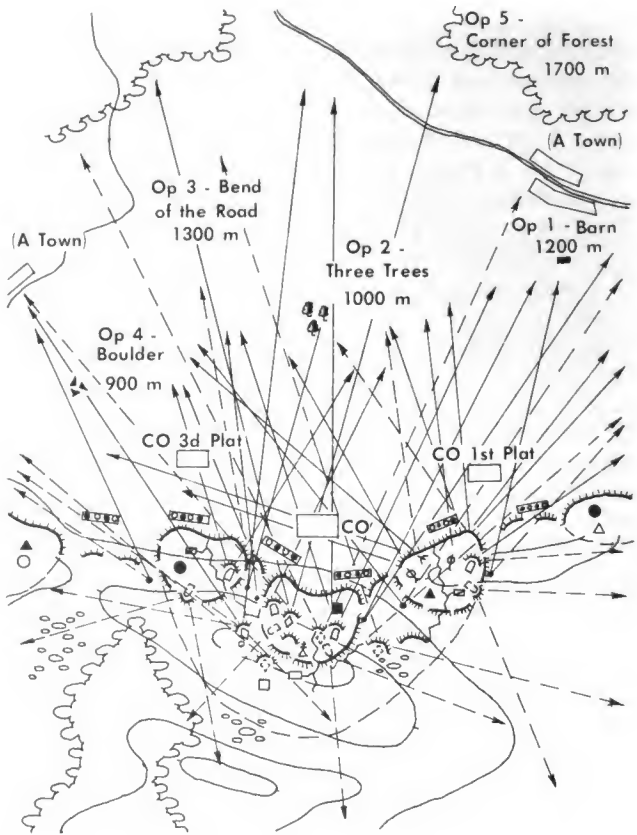 Op 5 -
Corner of Forest
1700 m
(A Town)
Op 3 - Bend
of the Road
1300 m
Op 1 - Barn
1200 m
(A Town)
Op 2 -
Three Trees
1000 m
Op 4 -
Boulder
900 m
CO 3d Plat
CO 1st Plat
CO